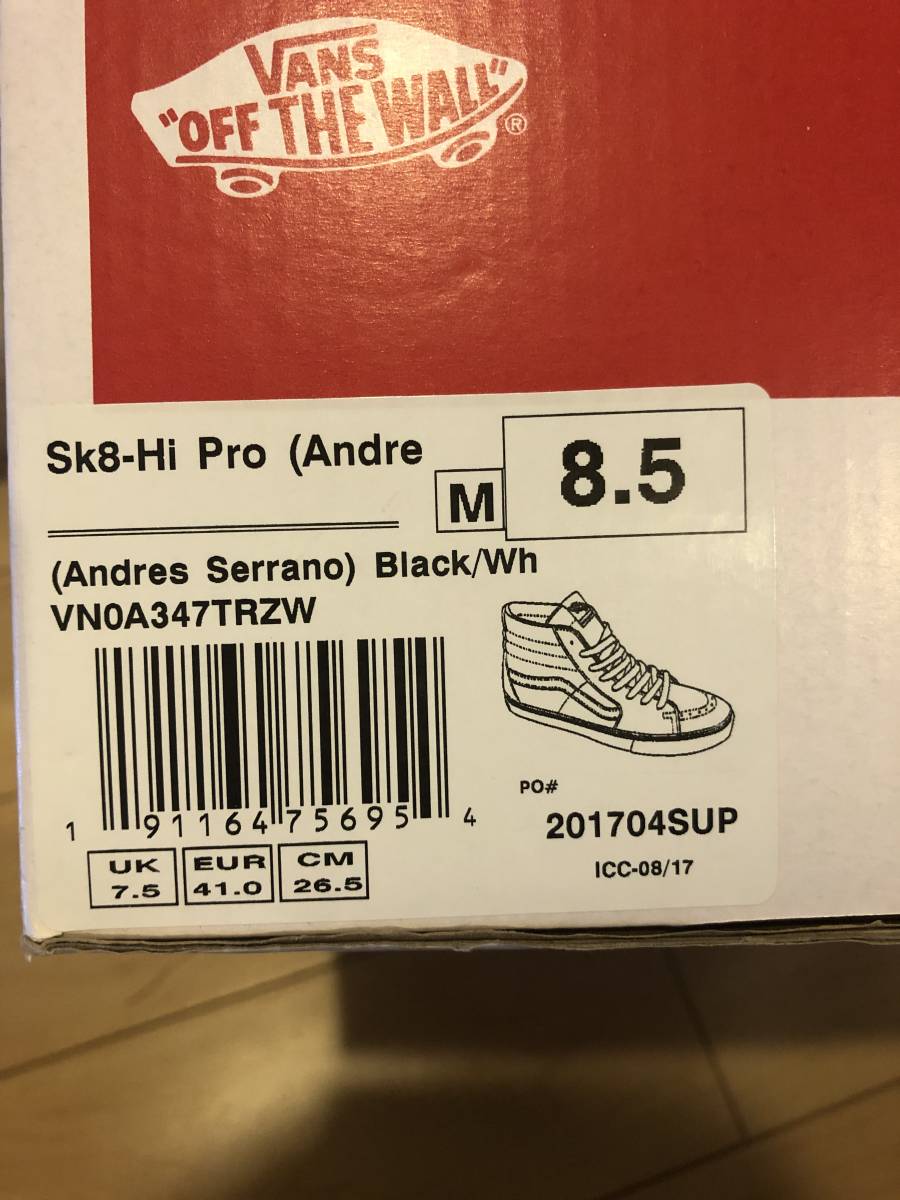 VANS
"OFF THE WALL"®
Sk8-Hi Pro (Andre
M
8.5
(Andres Serrano) Black/Wh
VN0A347TRZW
1 91164 75695 4
PO#
201704SUP
ICC-08/17
UK EUR CM
7.5 41.0 26.5